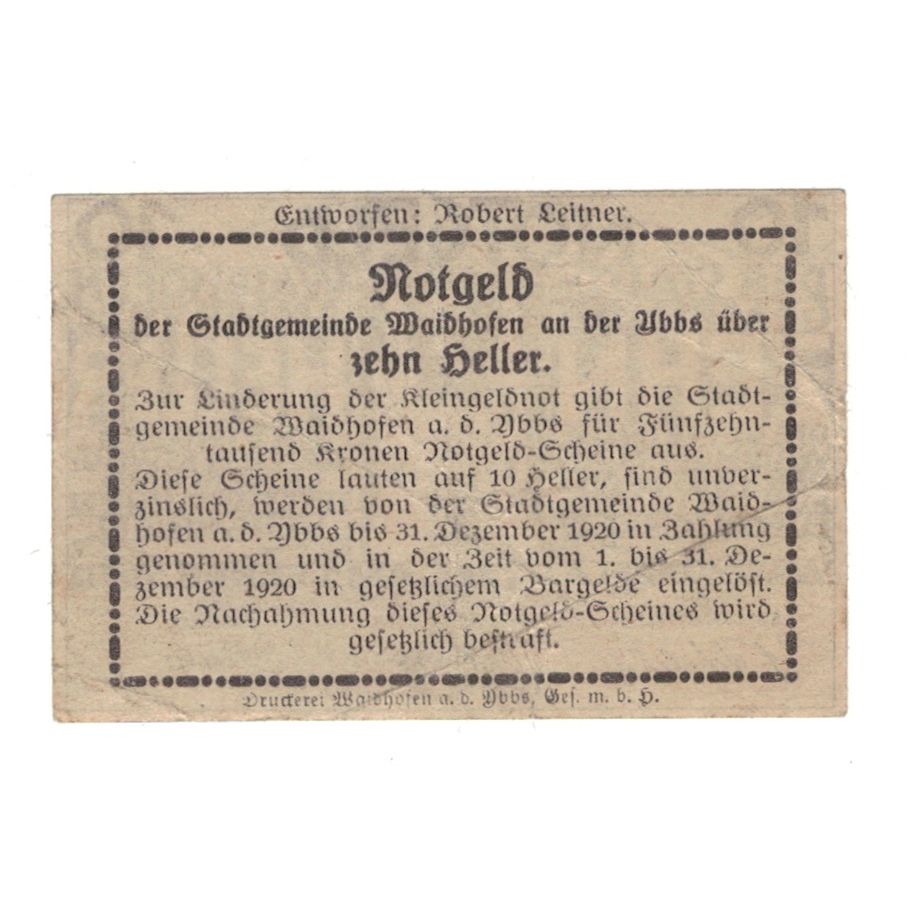 Entworfen: Robert Leitner.
Notgeld
der Stadtgemeinde Waidhofen an der Ybbs über
zehn Heller.
Zur Linderung der Kleingeldnot gibt die Stadt-
gemeinde Waidhofen a. d. Ybbs für Fünfzehn-
tausend Kronen Notgeld-Scheine aus.
Diese Scheine lauten auf 10 Heller, sind unver-
zinslich, werden von der Stadtgemeinde Waid-
hofen a. d. Ybbs bis 31. Dezember 1920 in Zahlung
genommen und in der Zeit vom 1. bis 31. De-
zember 1920 in gesetzlichem Bargelde eingelöst.
Die Nachahmung dieses Notgeld-Scheines wird
gesetzlich bestraft.
Druckerei Waidhofen a. d. Ybbs, Ges. m. b. H.